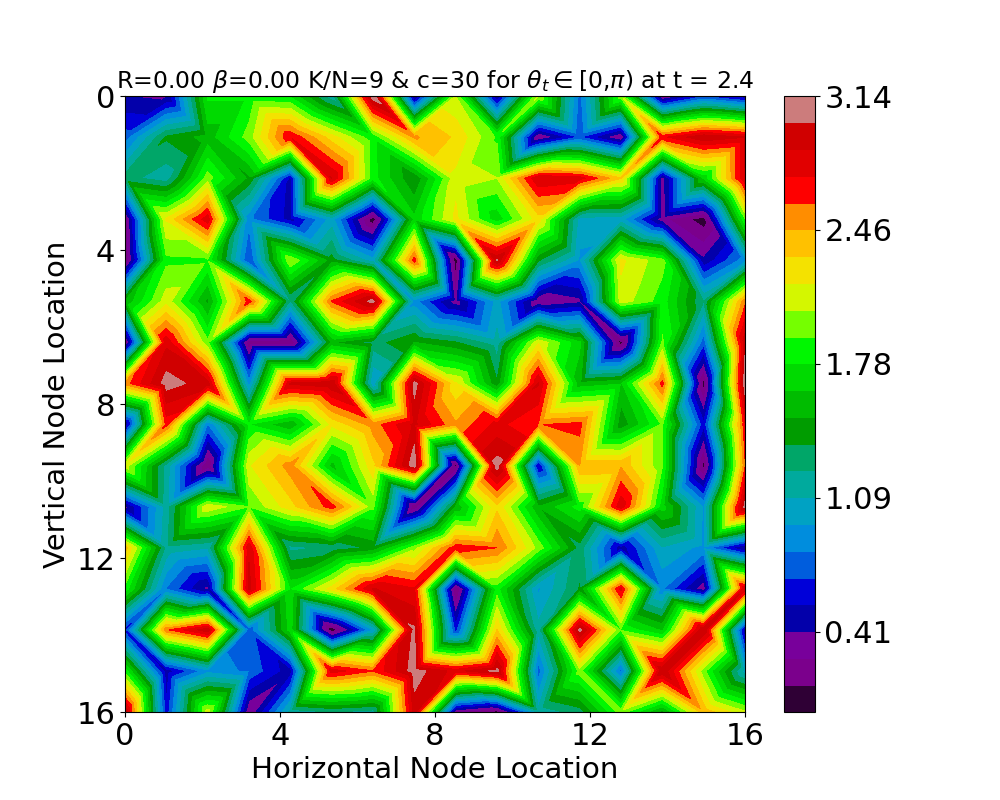 R=0.00 β=0.00 K/N=9 & c=30 for θ_t ∈ [0,π) at t = 2.4
0
4
8
12
16
Vertical Node Location
0 4 8 12 16
Horizontal Node Location
3.14
2.46
1.78
1.09
0.41